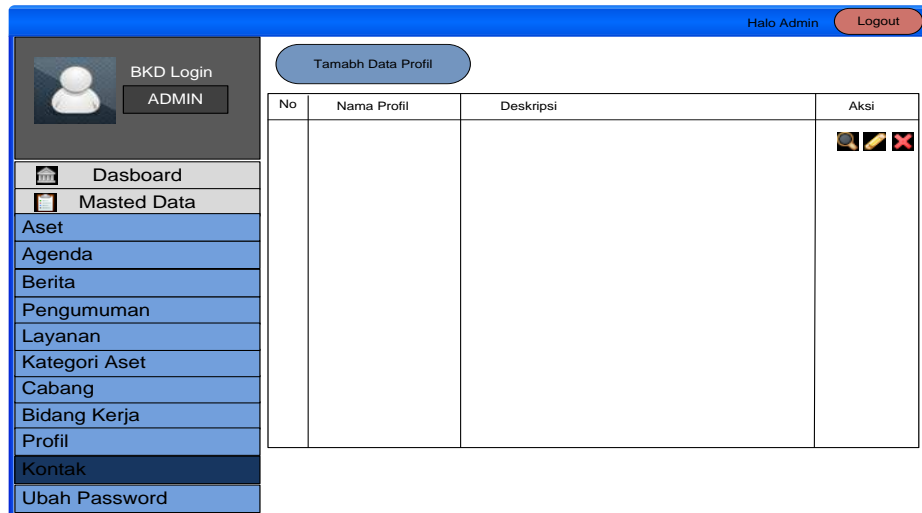 Halo Admin
Logout
BKD Login
ADMIN
Tamabh Data Profil
No
Nama Profil
Deskripsi
Aksi
Dasboard
Masted Data
Aset
Agenda
Berita
Pengumuman
Layanan
Kategori Aset
Cabang
Bidang Kerja
Profil
Kontak
Ubah Password